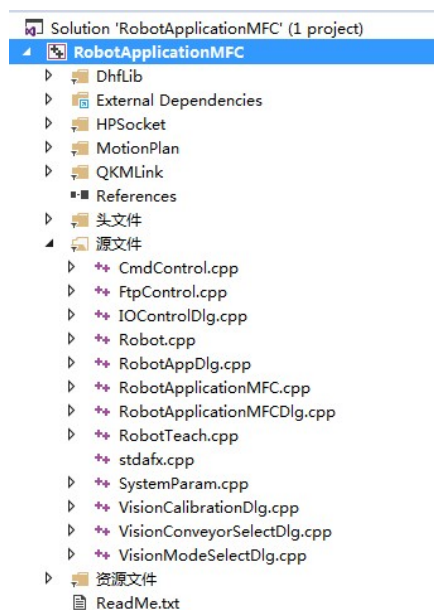 Solution 'RobotApplicationMFC' (1 project)
RobotApplicationMFC
DhfLib
External Dependencies
HPSocket
MotionPlan
QKMLink
References
头文件
源文件
CmdControl.cpp
FtpControl.cpp
IOControlDlg.cpp
Robot.cpp
RobotAppDlg.cpp
RobotApplicationMFC.cpp
RobotApplicationMFCDlg.cpp
RobotTeach.cpp
stdafx.cpp
SystemParam.cpp
VisionCalibrationDlg.cpp
VisionConveyorSelectDlg.cpp
VisionModeSelectDlg.cpp
资源文件
ReadMe.txt